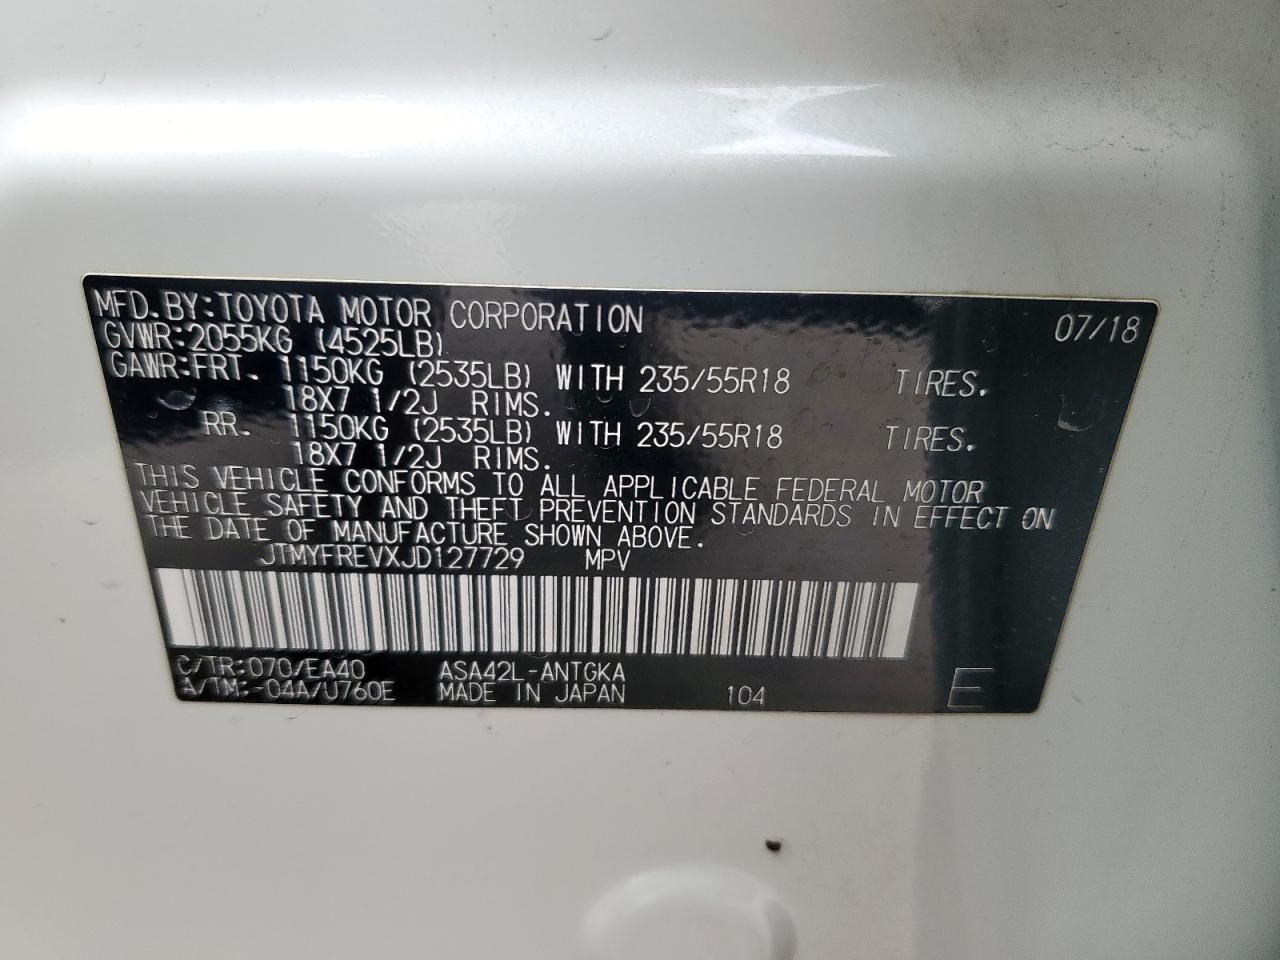 MFD.BY:TOYOTA MOTOR CORPORATION 07/18
GVWR:2055KG (4525LB)
GAWR:FRT. 1150KG (2535LB) WITH 235/55R18 TIRES.
18X7 1/2J RIMS.
RR. 1150KG (2535LB) WITH 235/55R18 TIRES.
18X7 1/2J RIMS.
THIS VEHICLE CONFORMS TO ALL APPLICABLE FEDERAL MOTOR
VEHICLE SAFETY AND THEFT PREVENTION STANDARDS IN EFFECT ON
THE DATE OF MANUFACTURE SHOWN ABOVE.
JTMYFREVXJD127729 MPV
C/TR:070/EA40 ASA42L-ANTGKA
A/TM:-04A/U760E MADE IN JAPAN 104 E